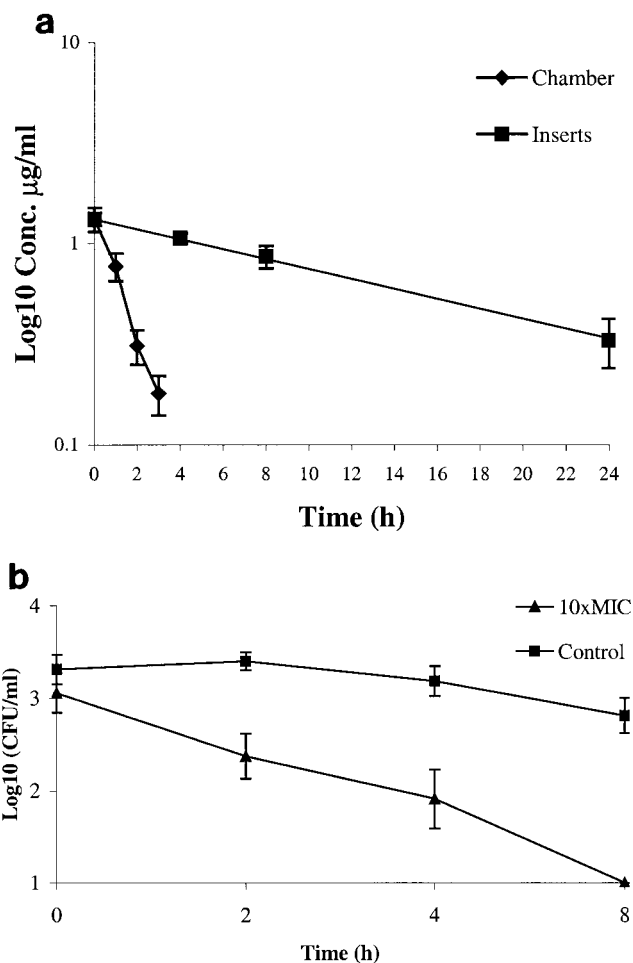 a
10
Chamber
Inserts
Log10 Conc. µg/ml
1
0.1
0 2 4 6 8 10 12 14 16 18 20 22 24
Time (h)
b
4
10xMIC
Control
3
Log10 (CFU/ml)
2
1
0 2 4 8
Time (h)